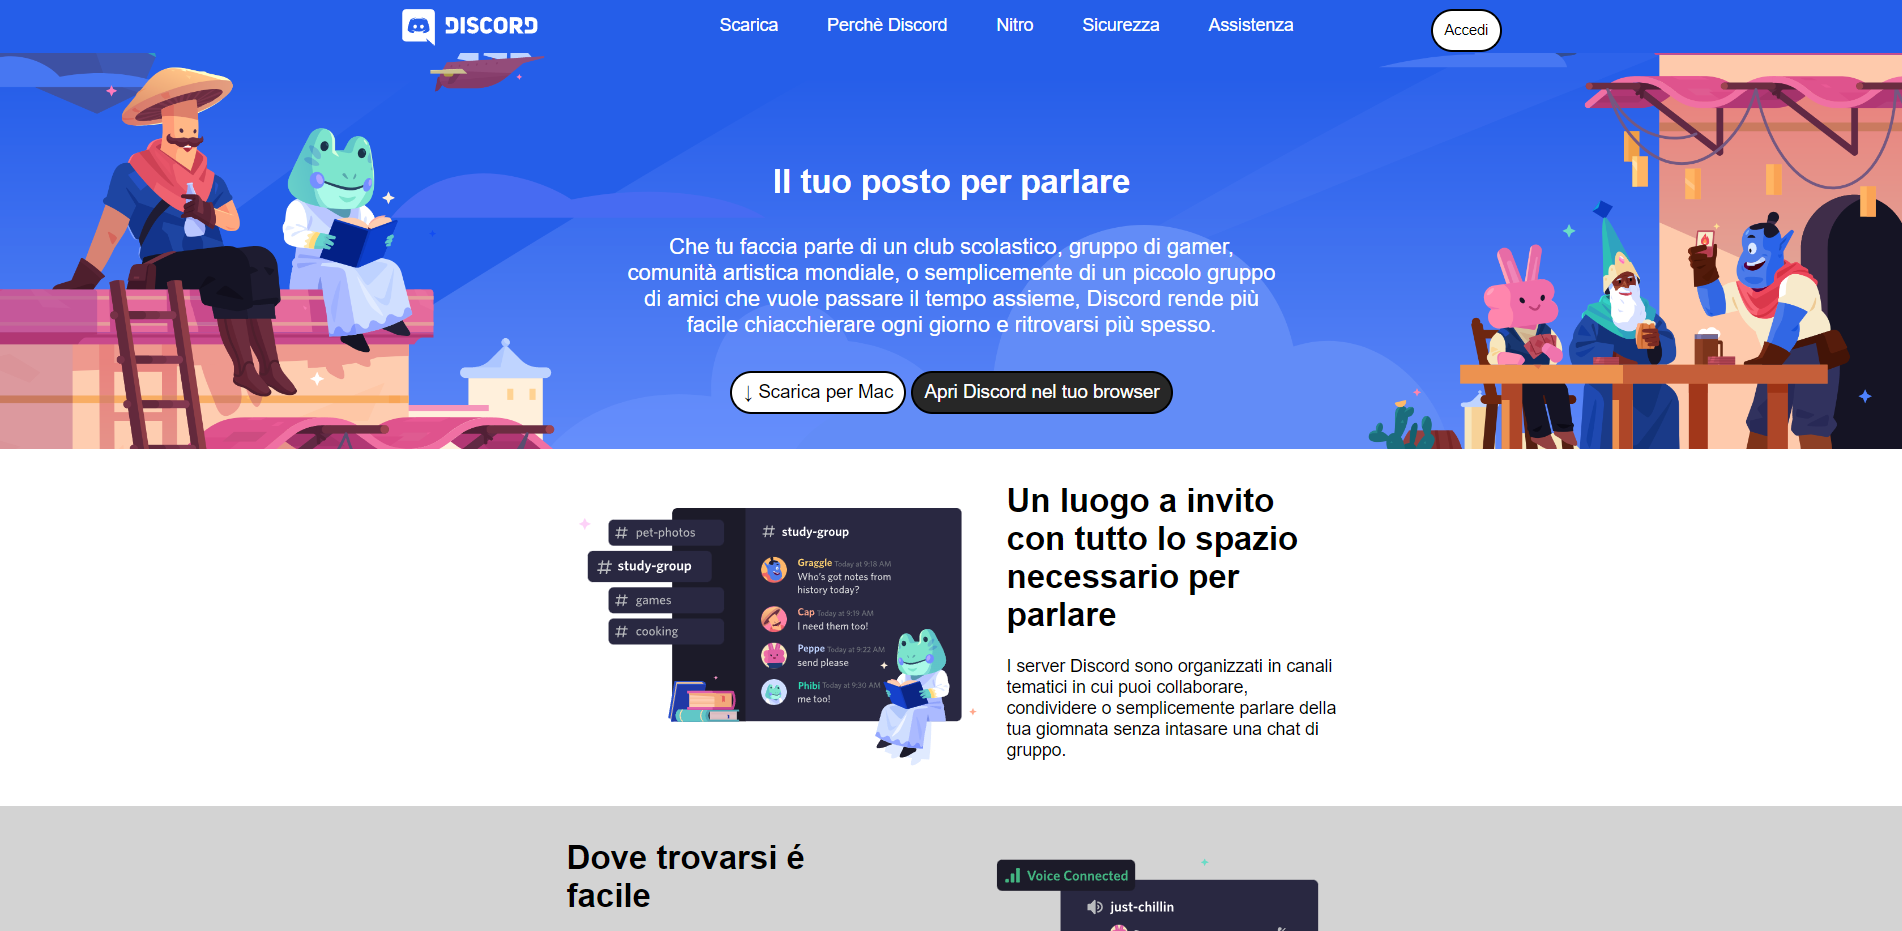 DISCORD
Scarica
Perchè Discord
Nitro
Sicurezza
Assistenza
Accedi
Il tuo posto per parlare
Che tu faccia parte di un club scolastico, gruppo di gamer,
comunità artistica mondiale, o semplicemente di un piccolo gruppo
di amici che vuole passare il tempo assieme, Discord rende più
facile chiacchierare ogni giorno e ritrovarsi più spesso.
↓ Scarica per Mac
Apri Discord nel tuo browser
# pet-photos
# study-group
# games
# cooking
# study-group
Graggle Today at 9:18 AM
Who's got notes from
history today?
Cap Today at 9:19 AM
I need them too!
Peppe Today at 9:22 AM
send please
Phibi Today at 9:30 AM
me too!
Un luogo a invito
con tutto lo spazio
necessario per
parlare
I server Discord sono organizzati in canali
tematici in cui puoi collaborare,
condividere o semplicemente parlare della
tua giomnata senza intasare una chat di
gruppo.
Dove trovarsi é
facile
Voice Connected
just-chillin